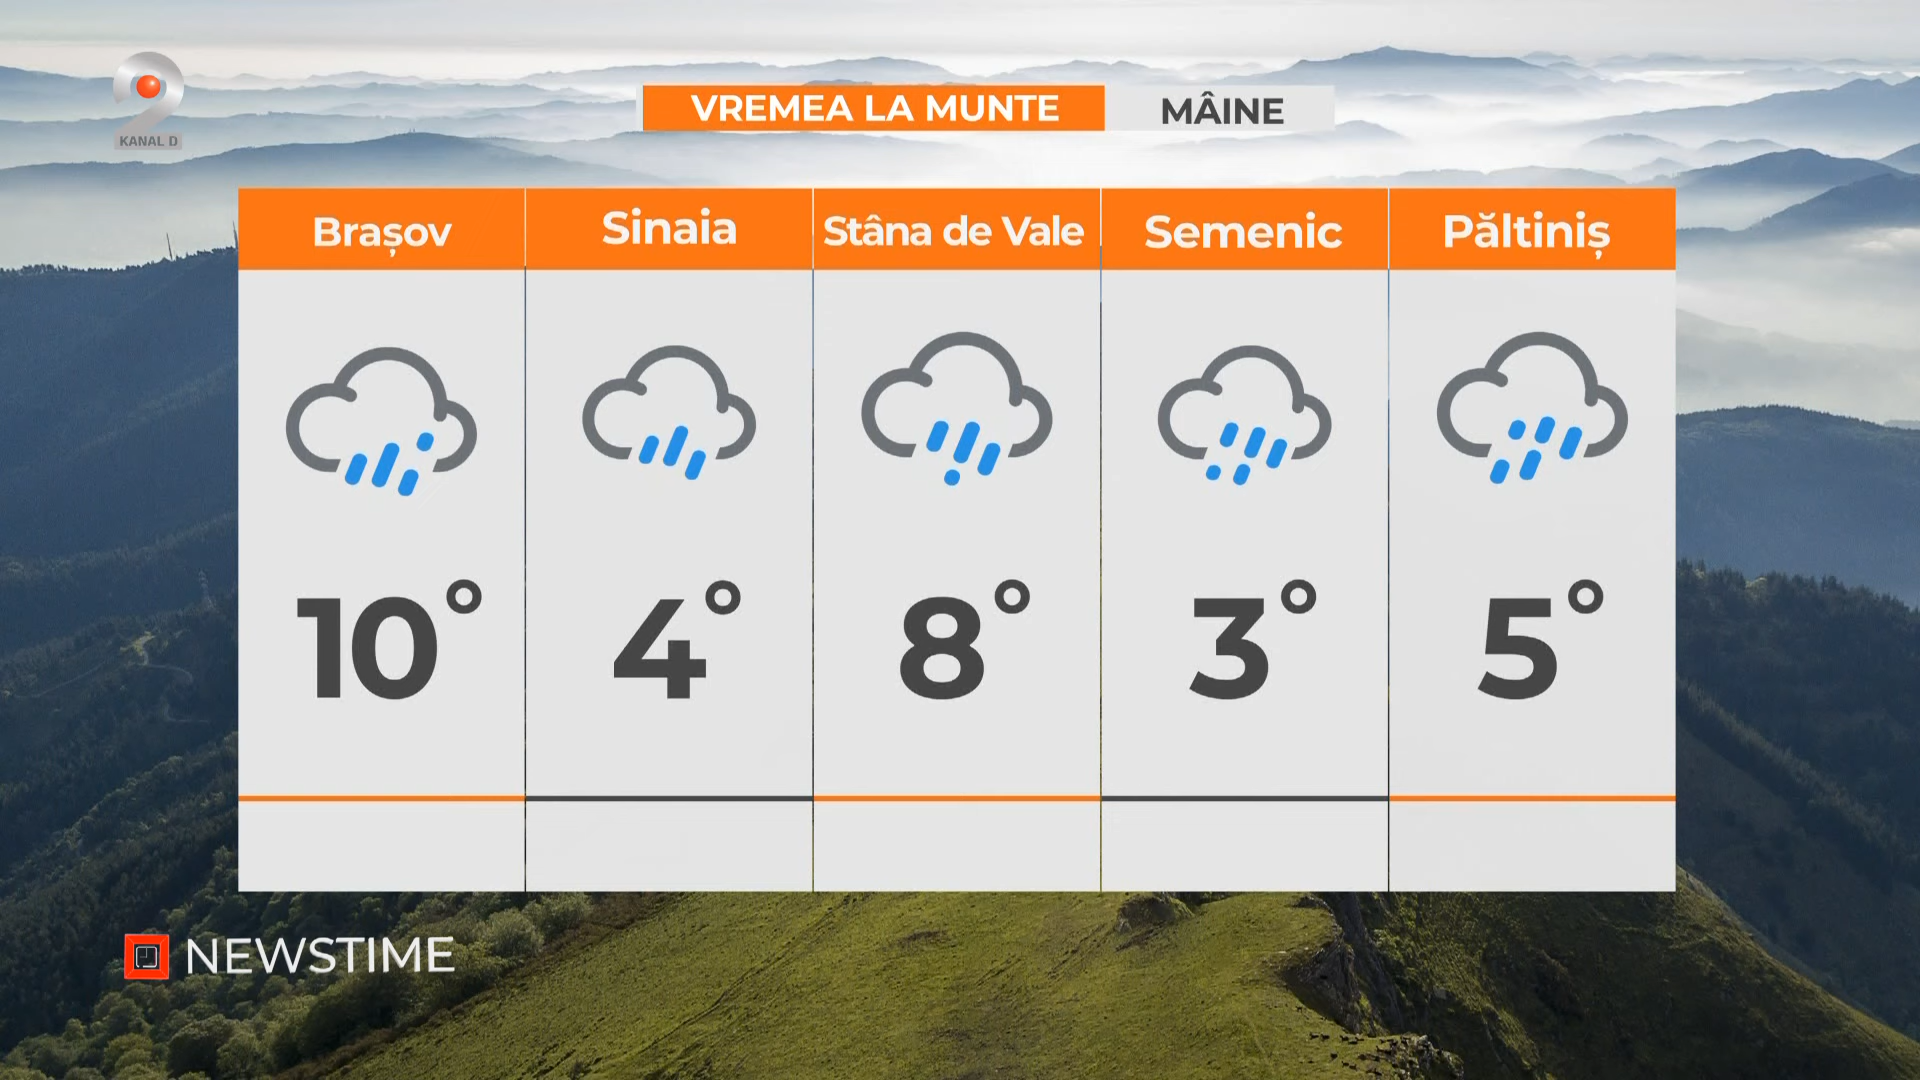 KANAL D
VREMEA LA MUNTE
MÂINE
Brașov
Sinaia
Stâna de Vale
Semenic
Păltiniș
10°
4°
8°
3°
5°
NEWSTIME